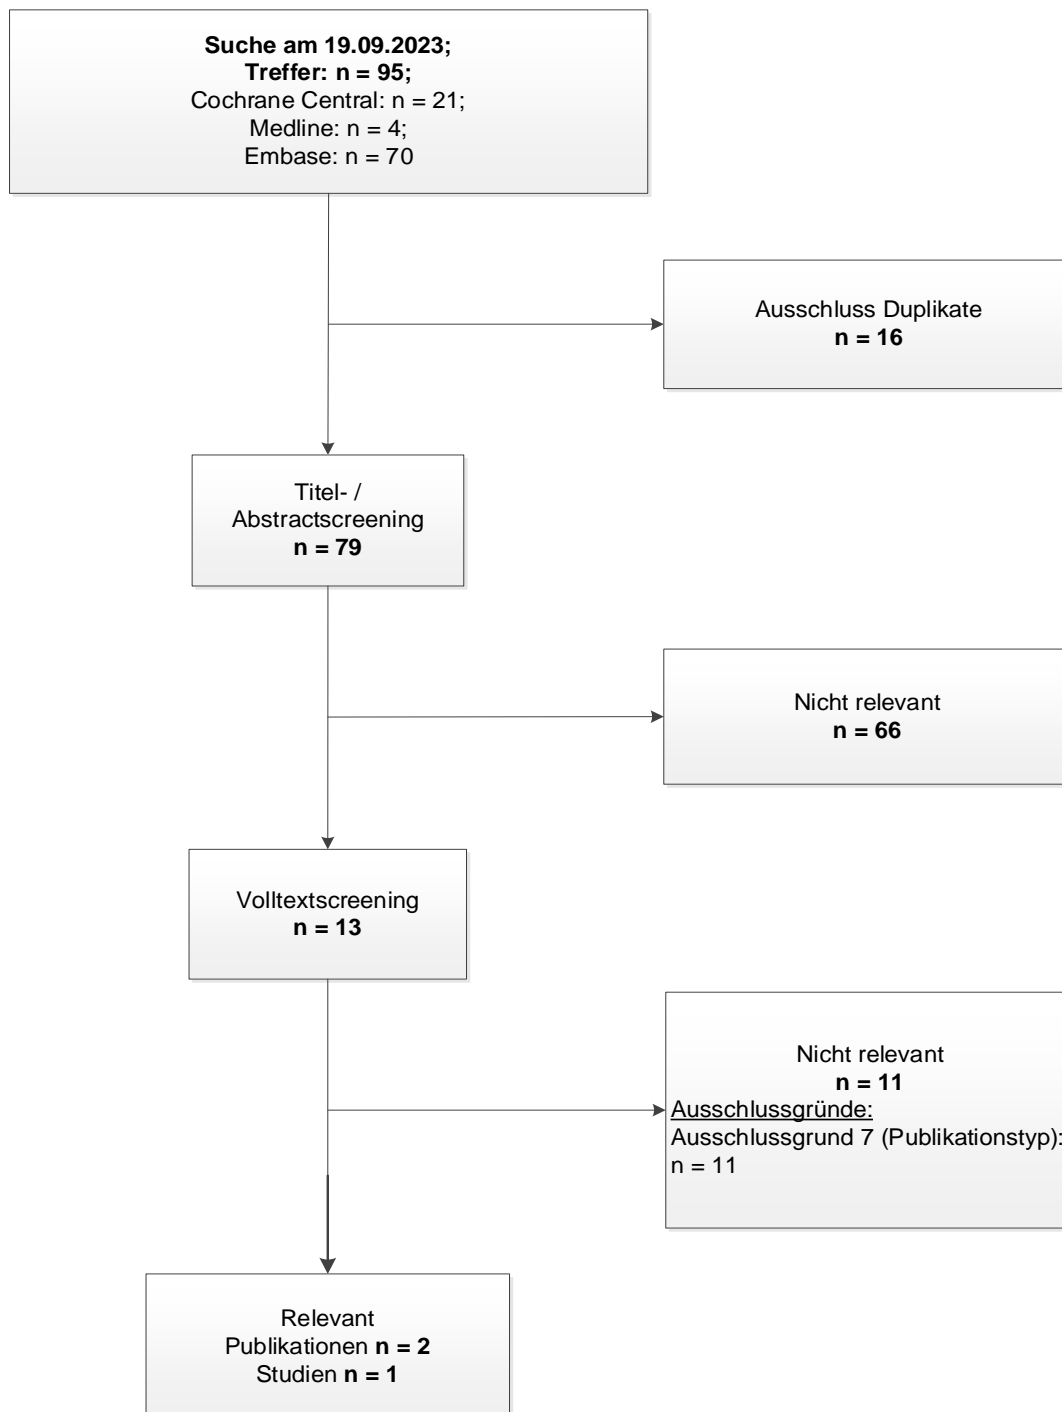 Suche am 19.09.2023;
Treffer: n = 95;
Cochrane Central: n = 21;
Medline: n = 4;
Embase: n = 70
Ausschluss Duplikate
n = 16
Titel- /
Abstractscreening
n = 79
Nicht relevant
n = 66
Volltextscreening
n = 13
Nicht relevant
n = 11
Ausschlussgründe:
Ausschlussgrund 7 (Publikationstyp):
n = 11
Relevant
Publikationen n = 2
Studien n = 1